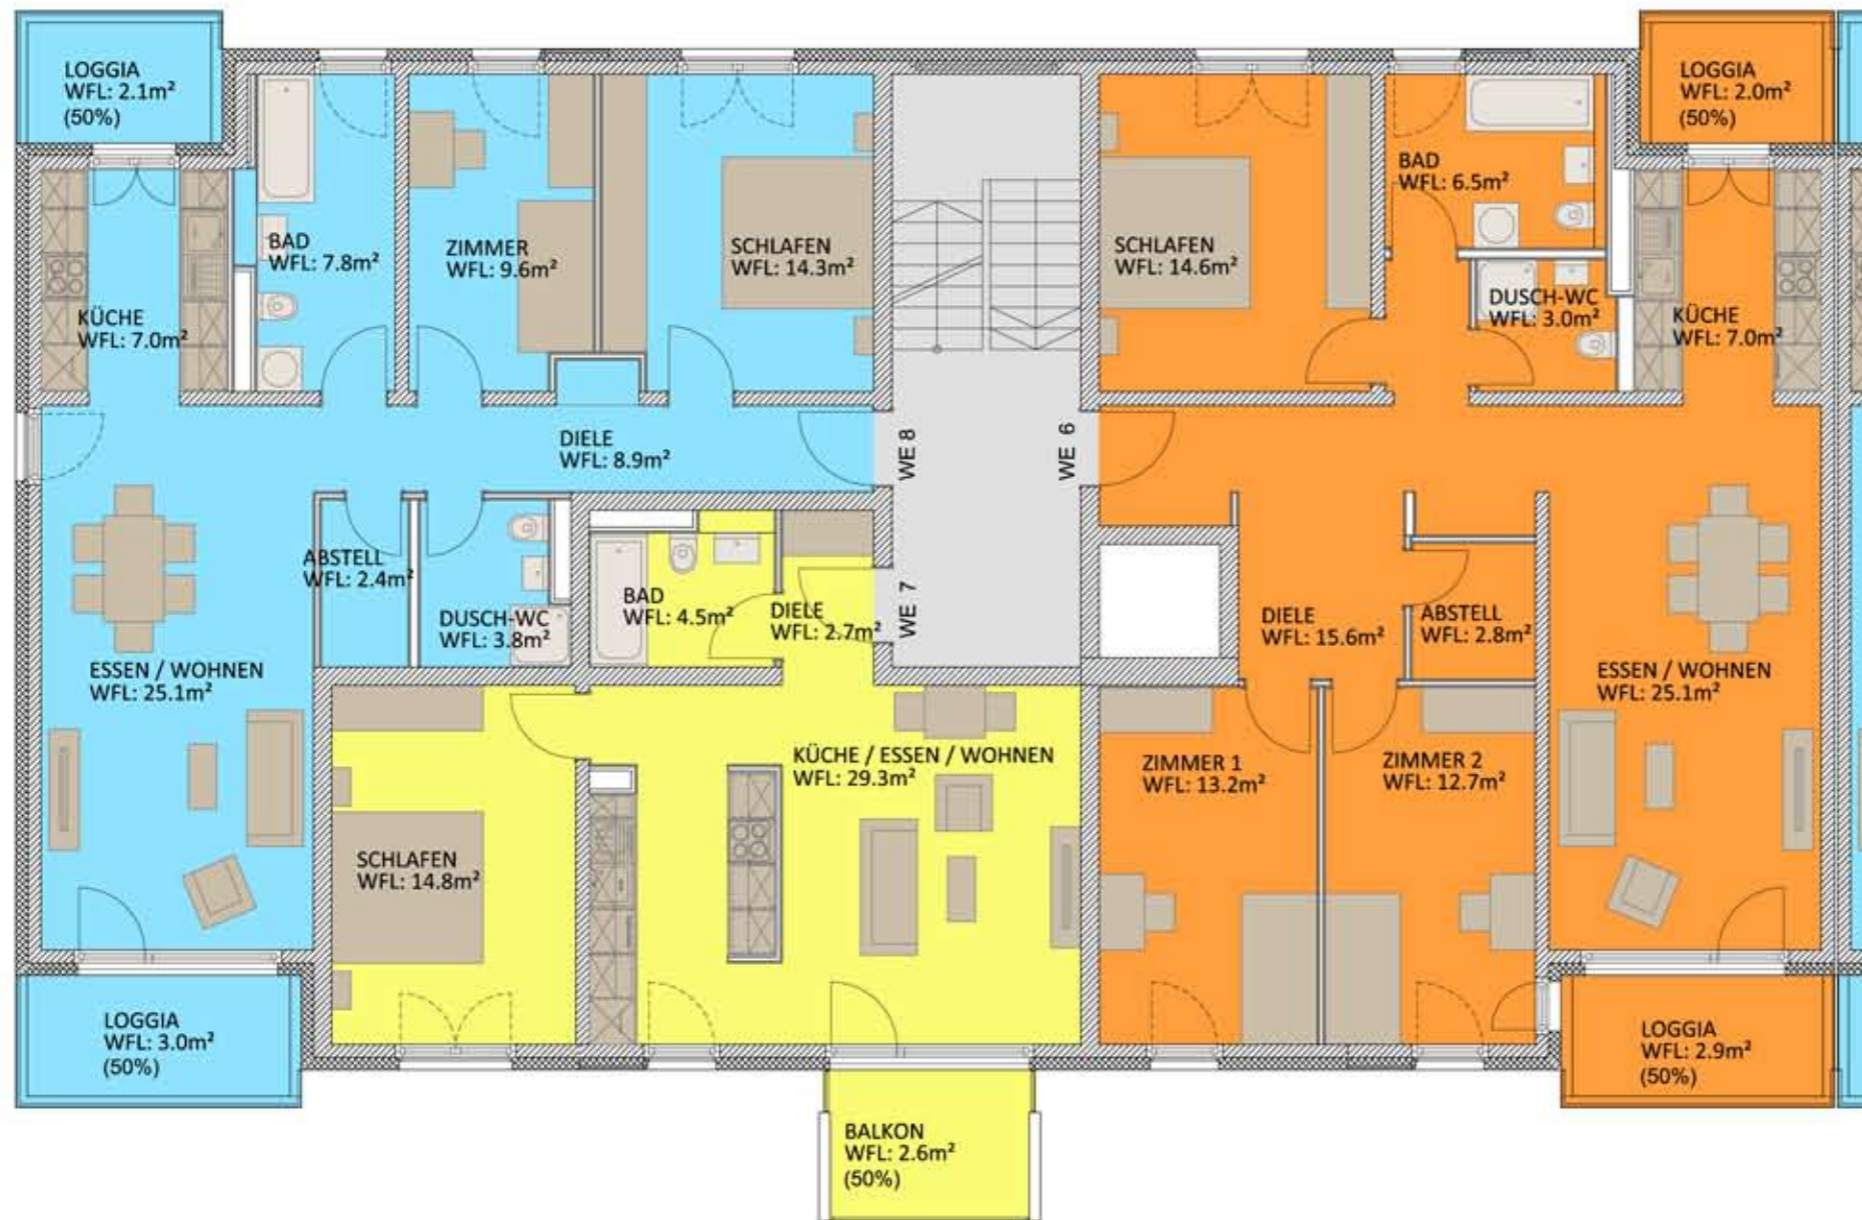 LOGGIA
WFL: 2.1m²
(50%)
KÜCHE
WFL: 7.0m²
BAD
WFL: 7.8m²
ZIMMER
WFL: 9.6m²
SCHLAFEN
WFL: 14.3m²
DIELE
WFL: 8.9m²
WE 8
ABSTELL
WFL: 2.4m²
DUSCH-WC
WFL: 3.8m²
ESSEN / WOHNEN
WFL: 25.1m²
LOGGIA
WFL: 3.0m²
(50%)
BAD
WFL: 4.5m²
DIELE
WFL: 2.7m²
WE 7
SCHLAFEN
WFL: 14.8m²
KÜCHE / ESSEN / WOHNEN
WFL: 29.3m²
BALKON
WFL: 2.6m²
(50%)
WE 6
SCHLAFEN
WFL: 14.6m²
BAD
WFL: 6.5m²
DUSCH-WC
WFL: 3.0m²
LOGGIA
WFL: 2.0m²
(50%)
KÜCHE
WFL: 7.0m²
DIELE
WFL: 15.6m²
ABSTELL
WFL: 2.8m²
ESSEN / WOHNEN
WFL: 25.1m²
ZIMMER 1
WFL: 13.2m²
ZIMMER 2
WFL: 12.7m²
LOGGIA
WFL: 2.9m²
(50%)